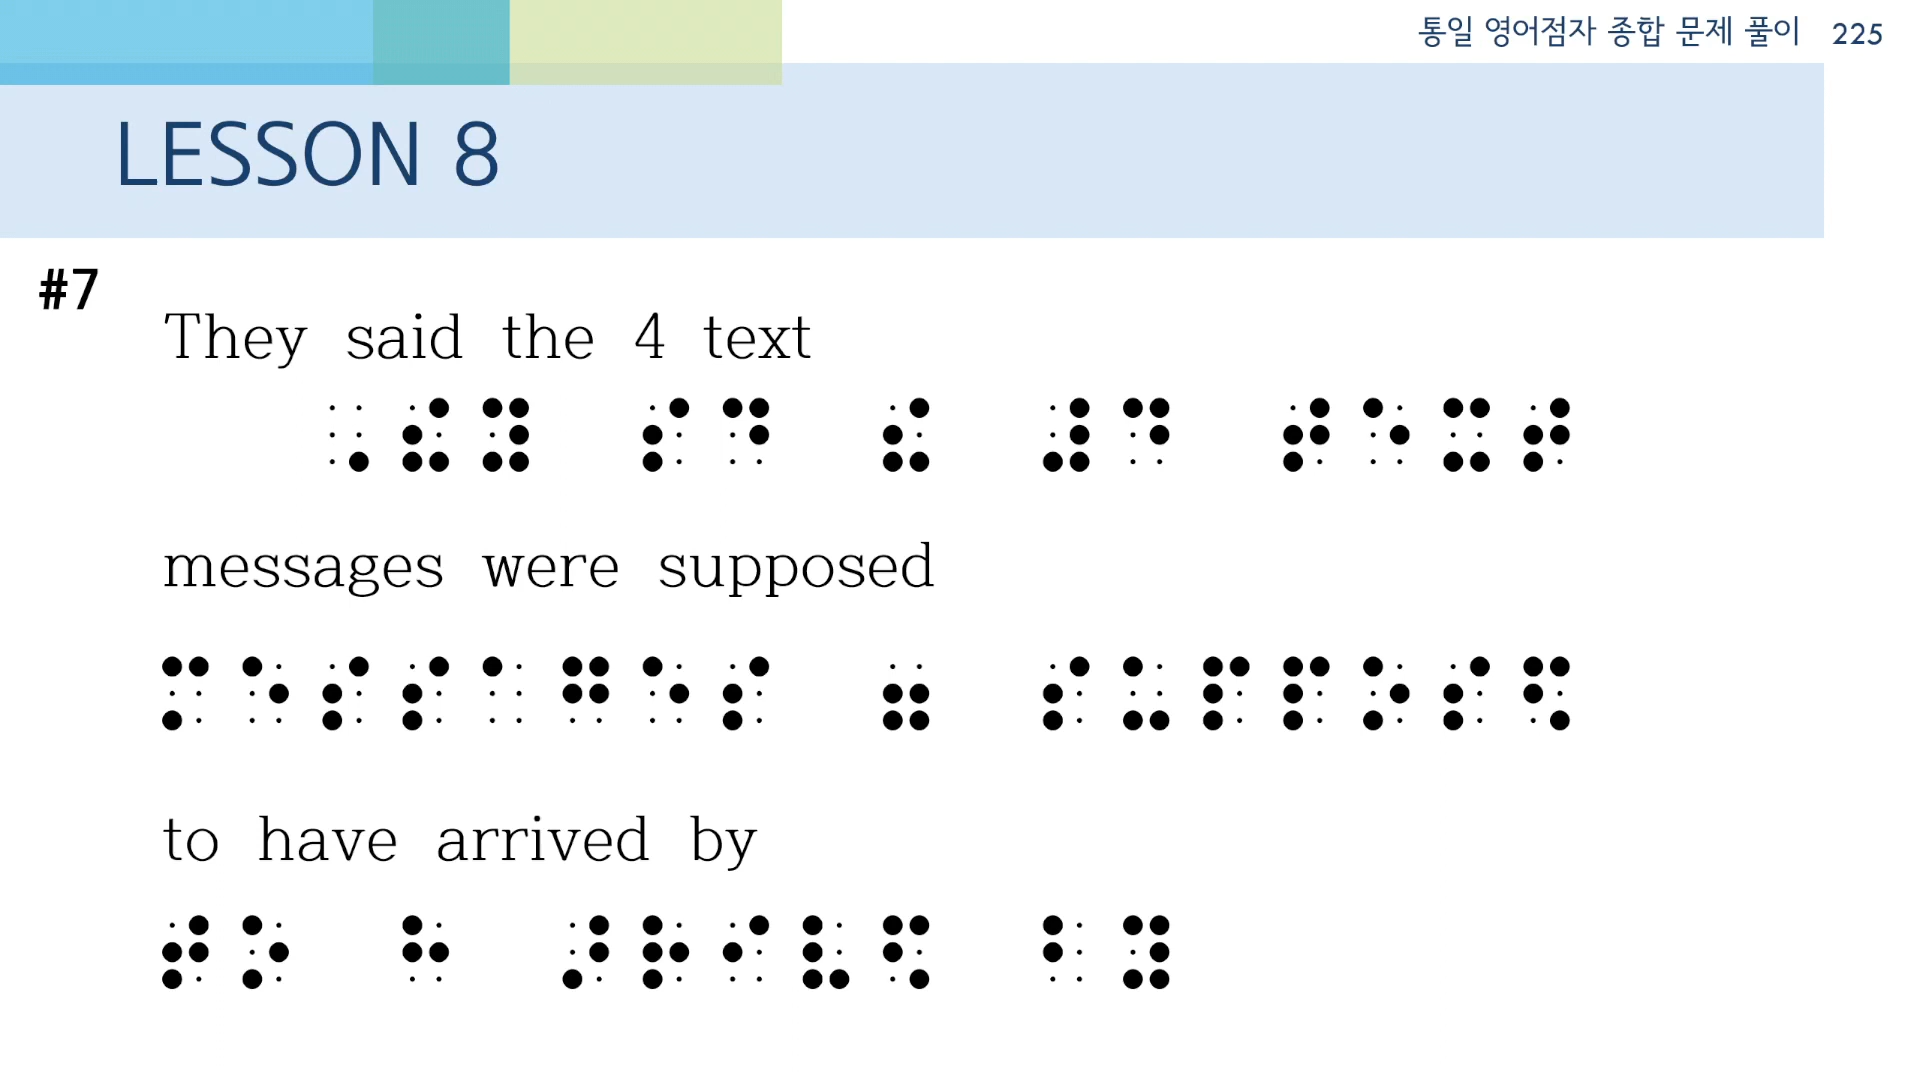 통일 영어점자 종합 문제 풀이 225
LESSON 8
#7
They said the 4 text
⠠⠮⠽ ⠎⠙ ⠮ ⠼⠙ ⠞⠑⠭⠞
messages were supposed
⠍⠑⠎⠎⠁⠛⠑⠎ ⠶ ⠎⠥⠏⠏⠕⠎⠫
to have arrived by
⠞⠕ ⠓ ⠜⠗⠊⠧⠫ ⠃⠽